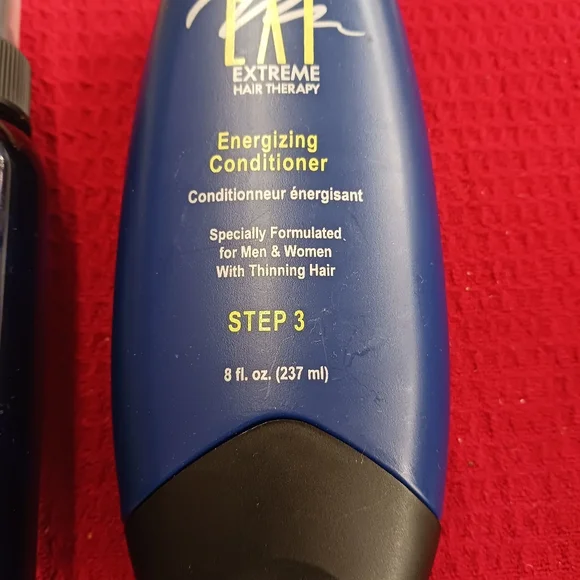 EXT
EXTREME
HAIR THERAPY
Energizing
Conditioner
Conditionneur énergisant
Specially Formulated
for Men & Women
With Thinning Hair
STEP 3
8 fl. oz. (237 ml)